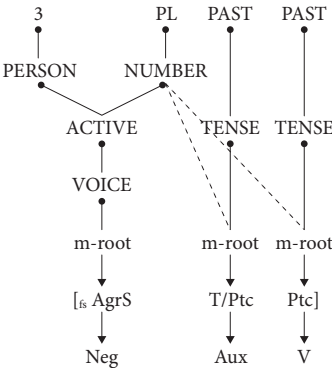 3 PL PAST PAST
PERSON NUMBER
ACTIVE TENSE TENSE
VOICE
m-root m-root m-root
[fs AgrS T/Ptc Ptc]
Neg Aux V